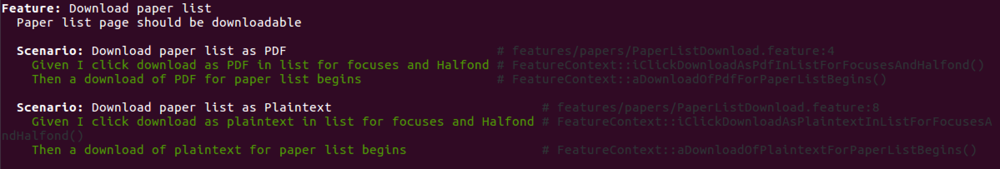 Feature: Download paper list
Paper list page should be downloadable
Scenario: Download paper list as PDF # features/papers/PaperListDownload.feature:4
Given I click download as PDF in list for focuses and Halfond # FeatureContext::iClickDownloadAsPdfInListForFocusesAndHalfond()
Then a download of PDF for paper list begins # FeatureContext::aDownloadOfPdfForPaperListBegins()
Scenario: Download paper list as Plaintext # features/papers/PaperListDownload.feature:8
Given I click download as plaintext in list for focuses and Halfond # FeatureContext::iClickDownloadAsPlaintextInListForFocusesA
ndHalfond()
Then a download of plaintext for paper list begins # FeatureContext::aDownloadOfPlaintextForPaperListBegins()